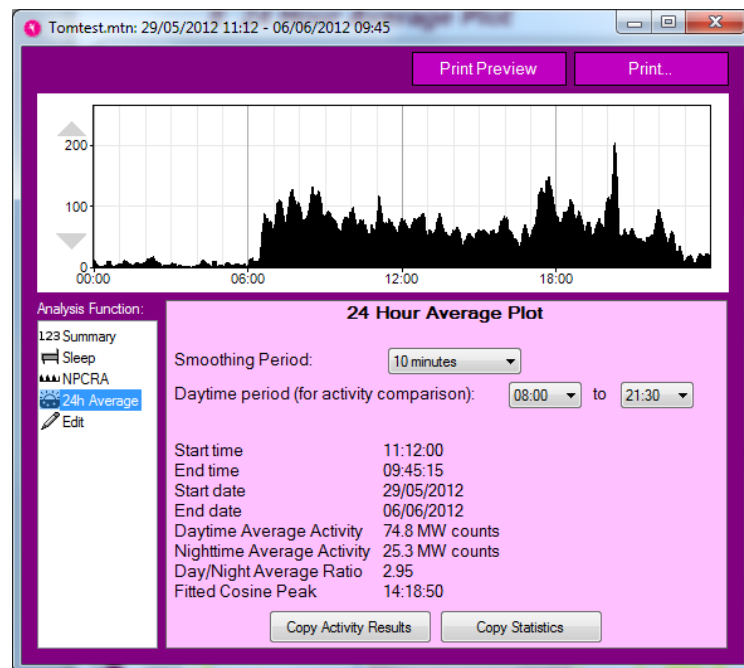 24 Hour Average Plot
Tomtest.mtn: 29/05/2012 11:12 - 06/06/2012 09:45
Print Preview
Print...
200
100
0
00:00 06:00 12:00 18:00
Analysis Function:
123 Summary
Sleep
NPCRA
24h Average
Edit
24 Hour Average Plot
Smoothing Period: 10 minutes
Daytime period (for activity comparison): 08:00 to 21:30
Start time 11:12:00
End time 09:45:15
Start date 29/05/2012
End date 06/06/2012
Daytime Average Activity 74.8 MW counts
Nighttime Average Activity 25.3 MW counts
Day/Night Average Ratio 2.95
Fitted Cosine Peak 14:18:50
Copy Activity Results
Copy Statistics